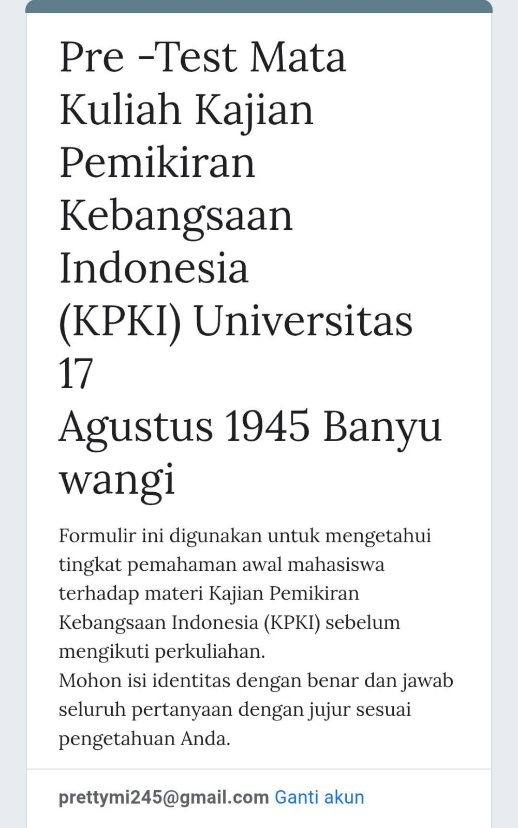 Pre -Test Mata
Kuliah Kajian
Pemikiran
Kebangsaan
Indonesia
(KPKI) Universitas
17
Agustus 1945 Banyu
wangi
Formulir ini digunakan untuk mengetahui
tingkat pemahaman awal mahasiswa
terhadap materi Kajian Pemikiran
Kebangsaan Indonesia (KPKI) sebelum
mengikuti perkuliahan.
Mohon isi identitas dengan benar dan jawab
seluruh pertanyaan dengan jujur sesuai
pengetahuan Anda.
prettymi245@gmail.com Ganti akun